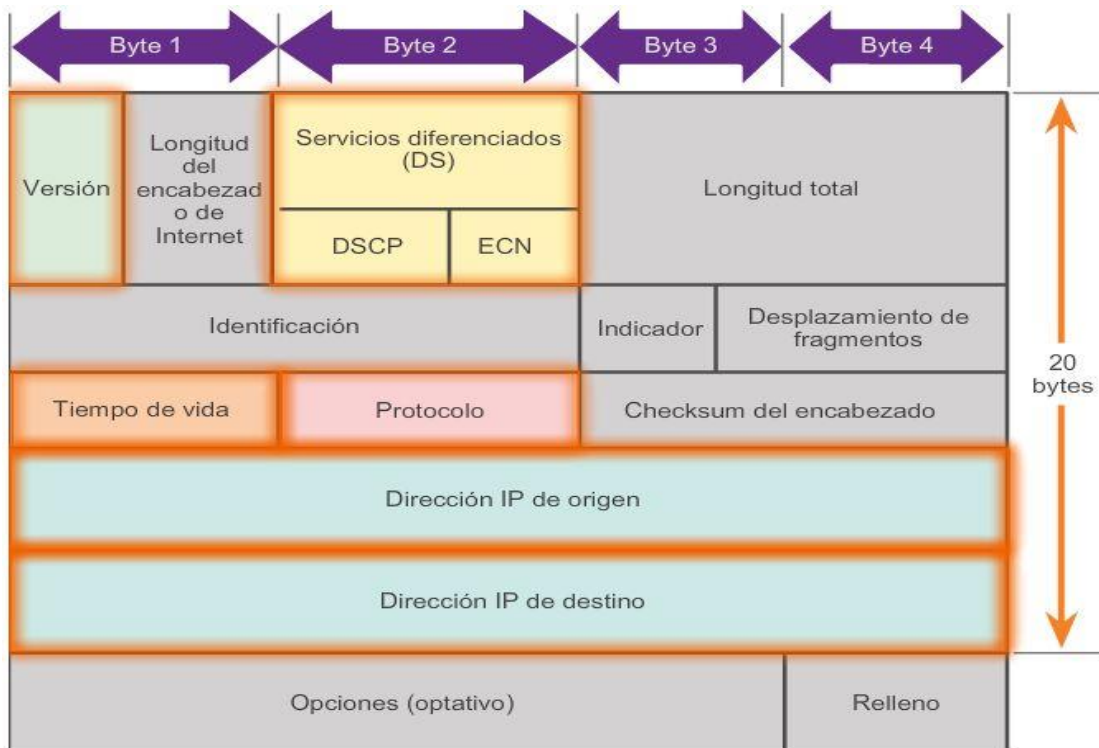 Byte 1
Byte 2
Byte 3
Byte 4
Versión
Longitud
del
encabezad
o de
Internet
Servicios diferenciados
(DS)
DSCP
ECN
Longitud total
Identificación
Indicador
Desplazamiento de
fragmentos
Tiempo de vida
Protocolo
Checksum del encabezado
20
bytes
Dirección IP de origen
Dirección IP de destino
Opciones (optativo)
Relleno